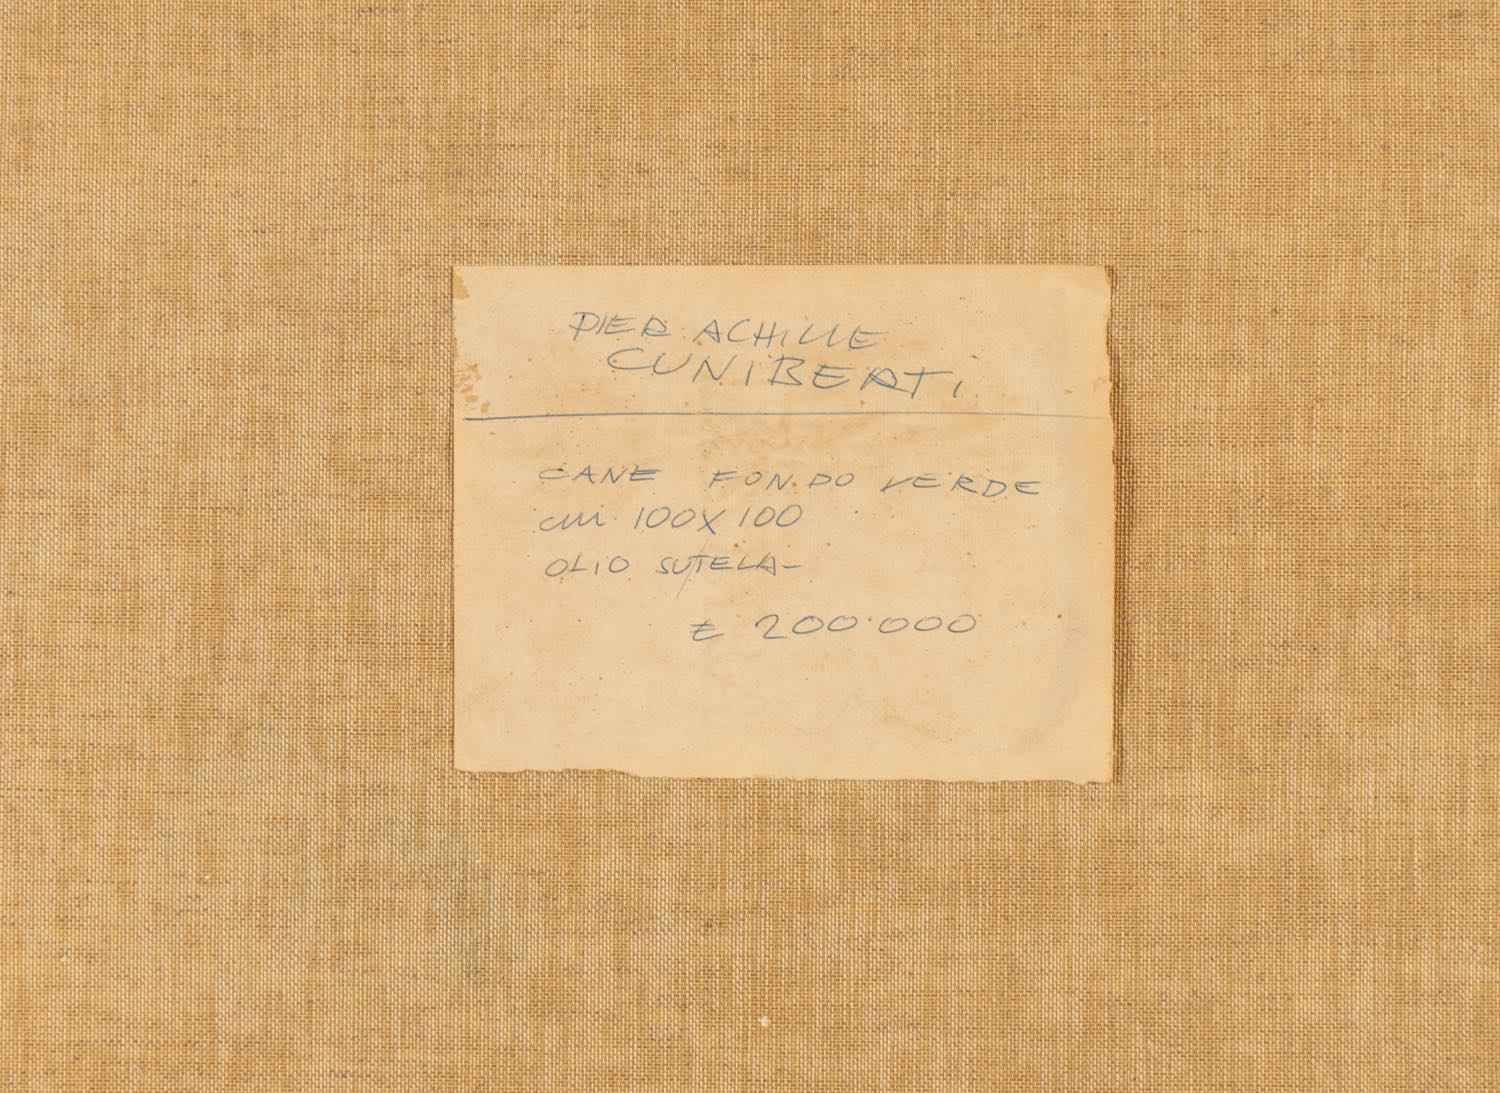 PIER ACHILLE
CUNIBERTI
CANE FONDO VERDE
cm 100X100
OLIO SU TELA-
£ 200.000